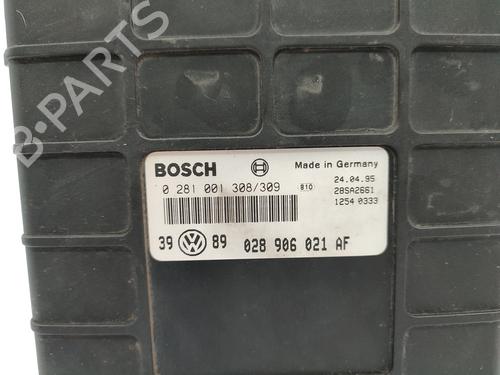 B-PARTS
BOSCH Made in Germany
0 281 001 308/309 810 24.04.95
28SA2661
1254 0333
39 VW 89 028 906 021 AF